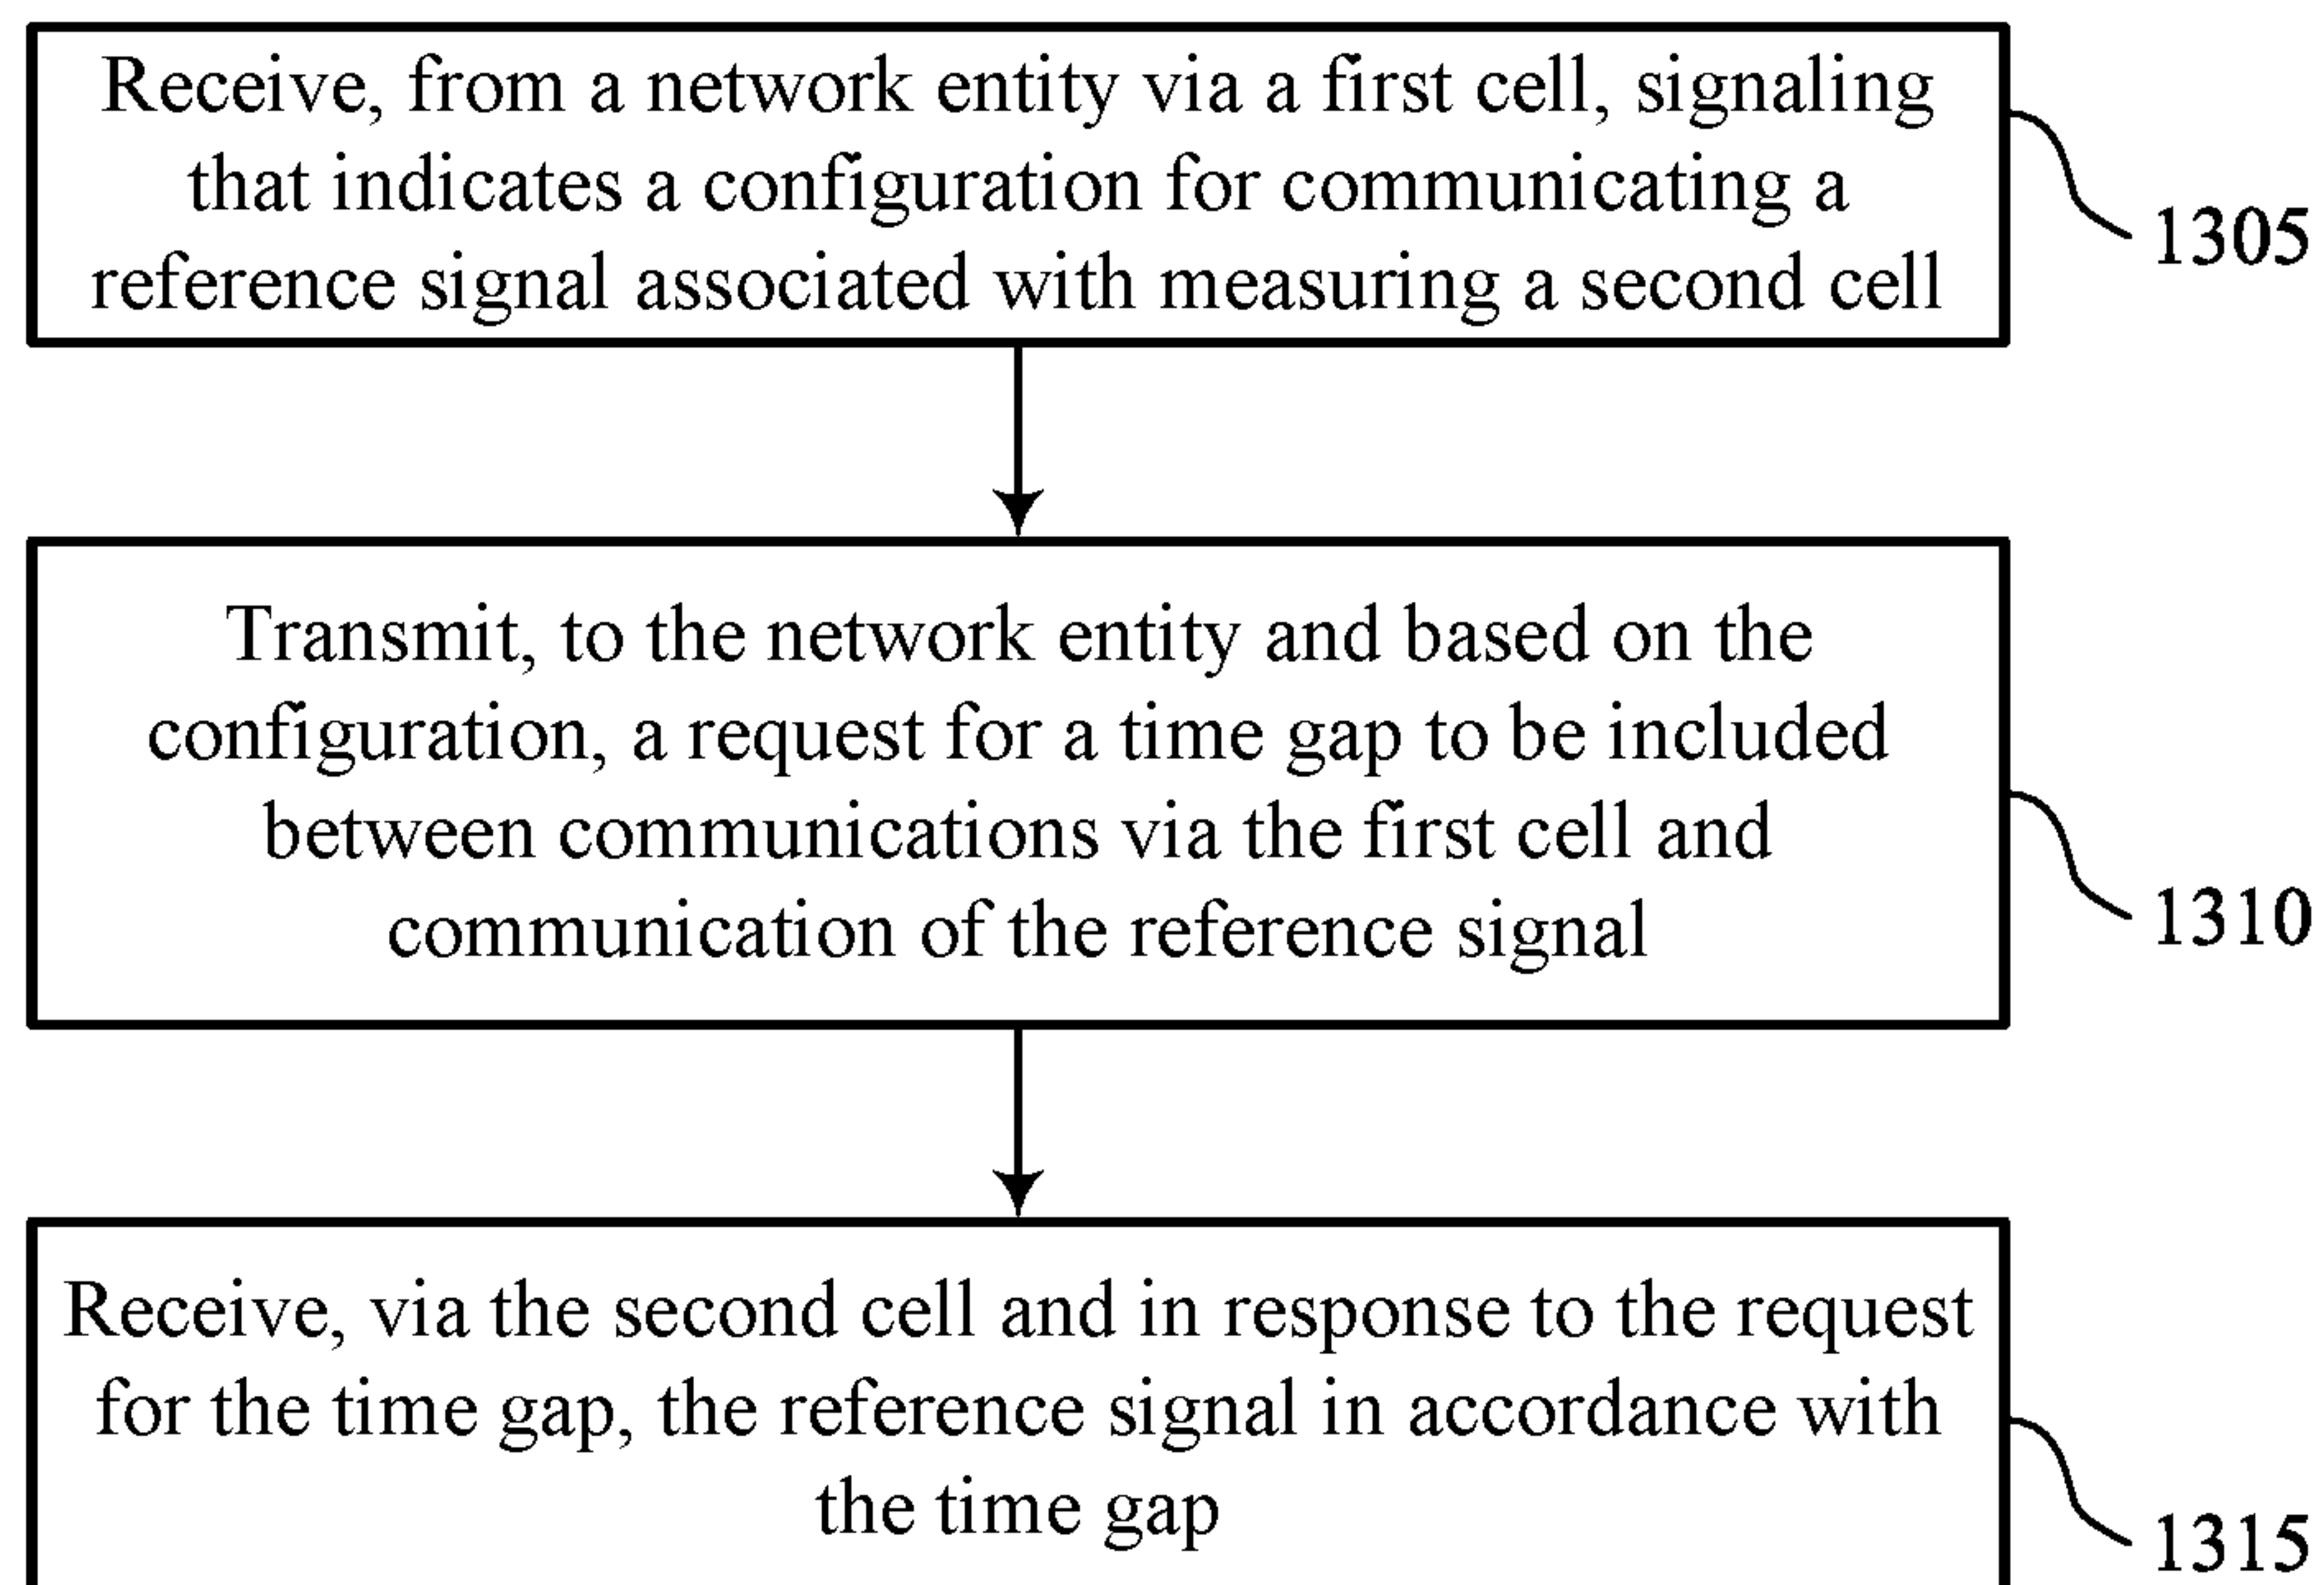 Receive, from a network entity via a first cell, signaling
that indicates a configuration for communicating a
reference signal associated with measuring a second cell
1305
Transmit, to the network entity and based on the
configuration, a request for a time gap to be included
between communications via the first cell and
communication of the reference signal
1310
Receive, via the second cell and in response to the request
for the time gap, the reference signal in accordance with
the time gap
1315